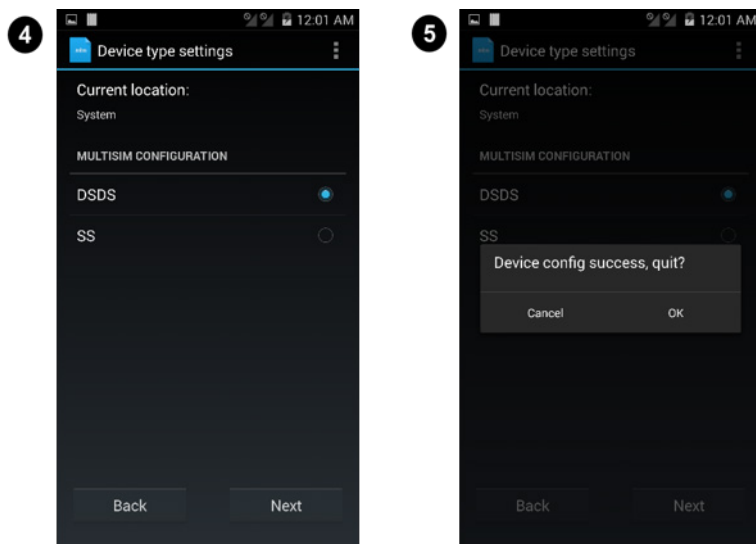 4
12:01 AM
Device type settings
Current location:
System
MULTISIM CONFIGURATION
DSDS
SS
Back
Next
5
12:01 AM
Device type settings
Current location:
System
MULTISIM CONFIGURATION
DSDS
SS
Device config success, quit?
Cancel
OK
Back
Next